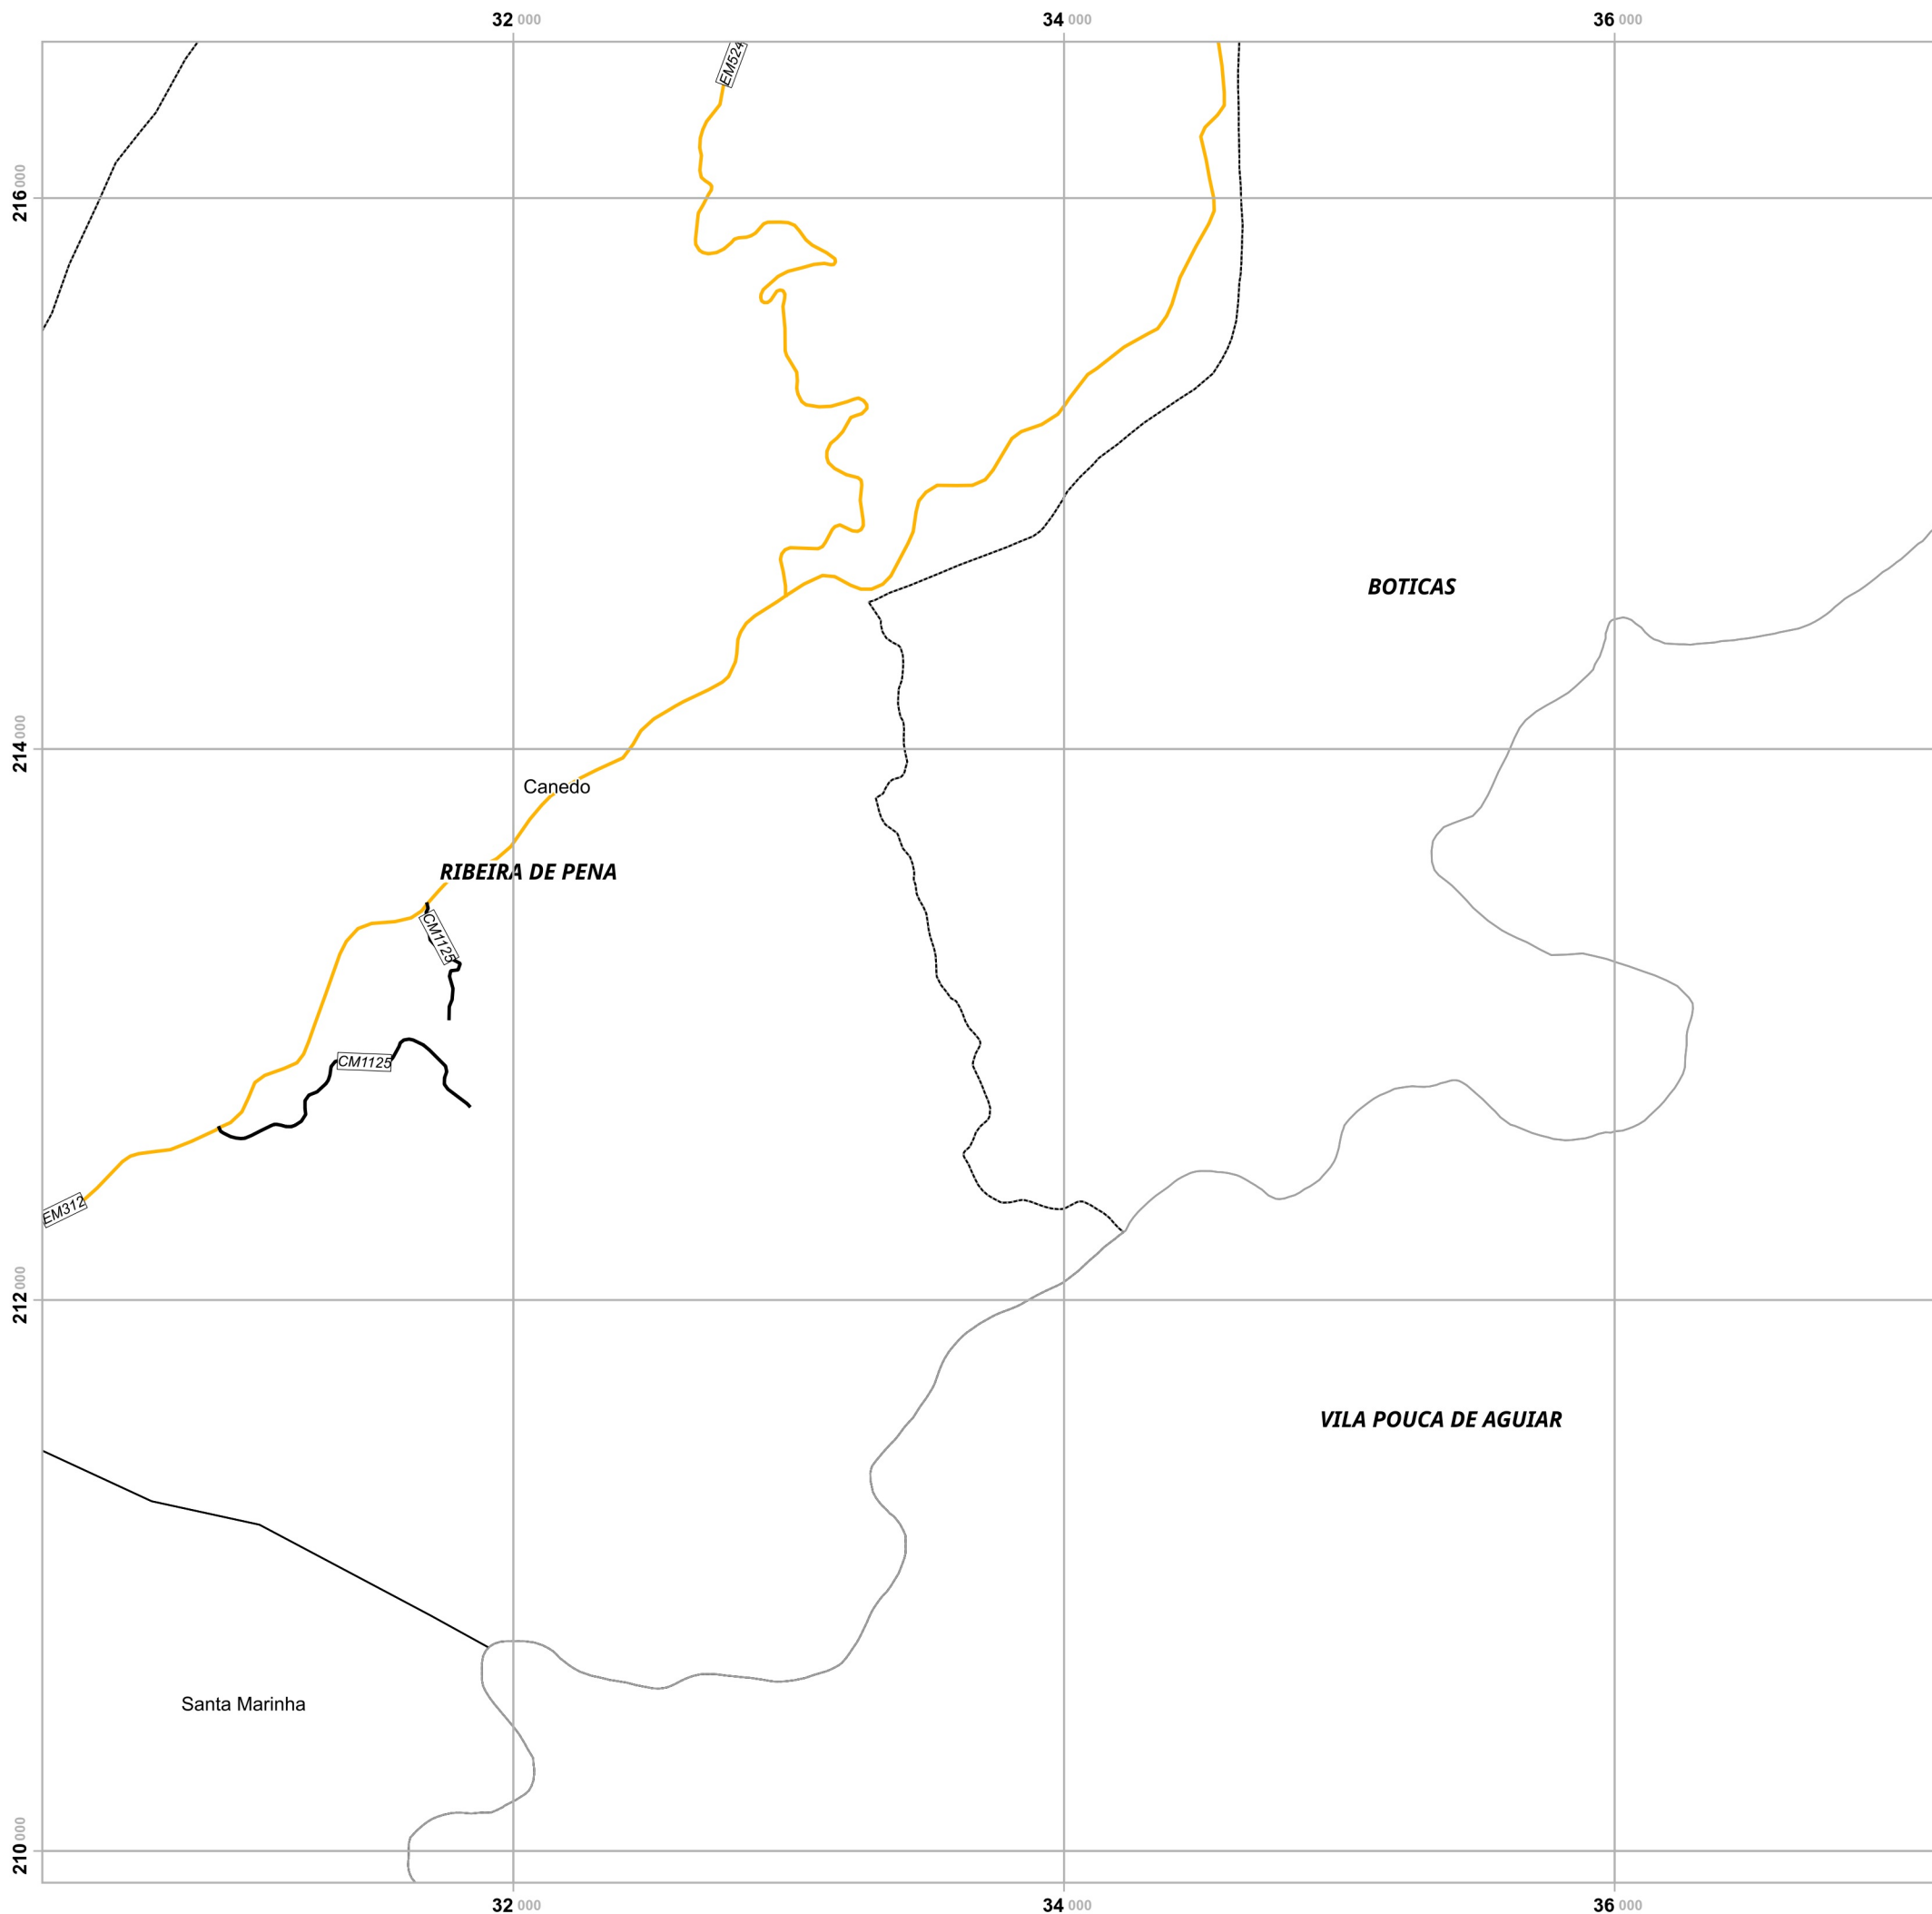 32 000
34 000
36 000
EM524
216 000
BOTICAS
214 000
Canedo
RIBEIRA DE PENA
CM1125
CM1125
EM312
212 000
VILA POUCA DE AGUIAR
Santa Marinha
210 000
32 000
34 000
36 000